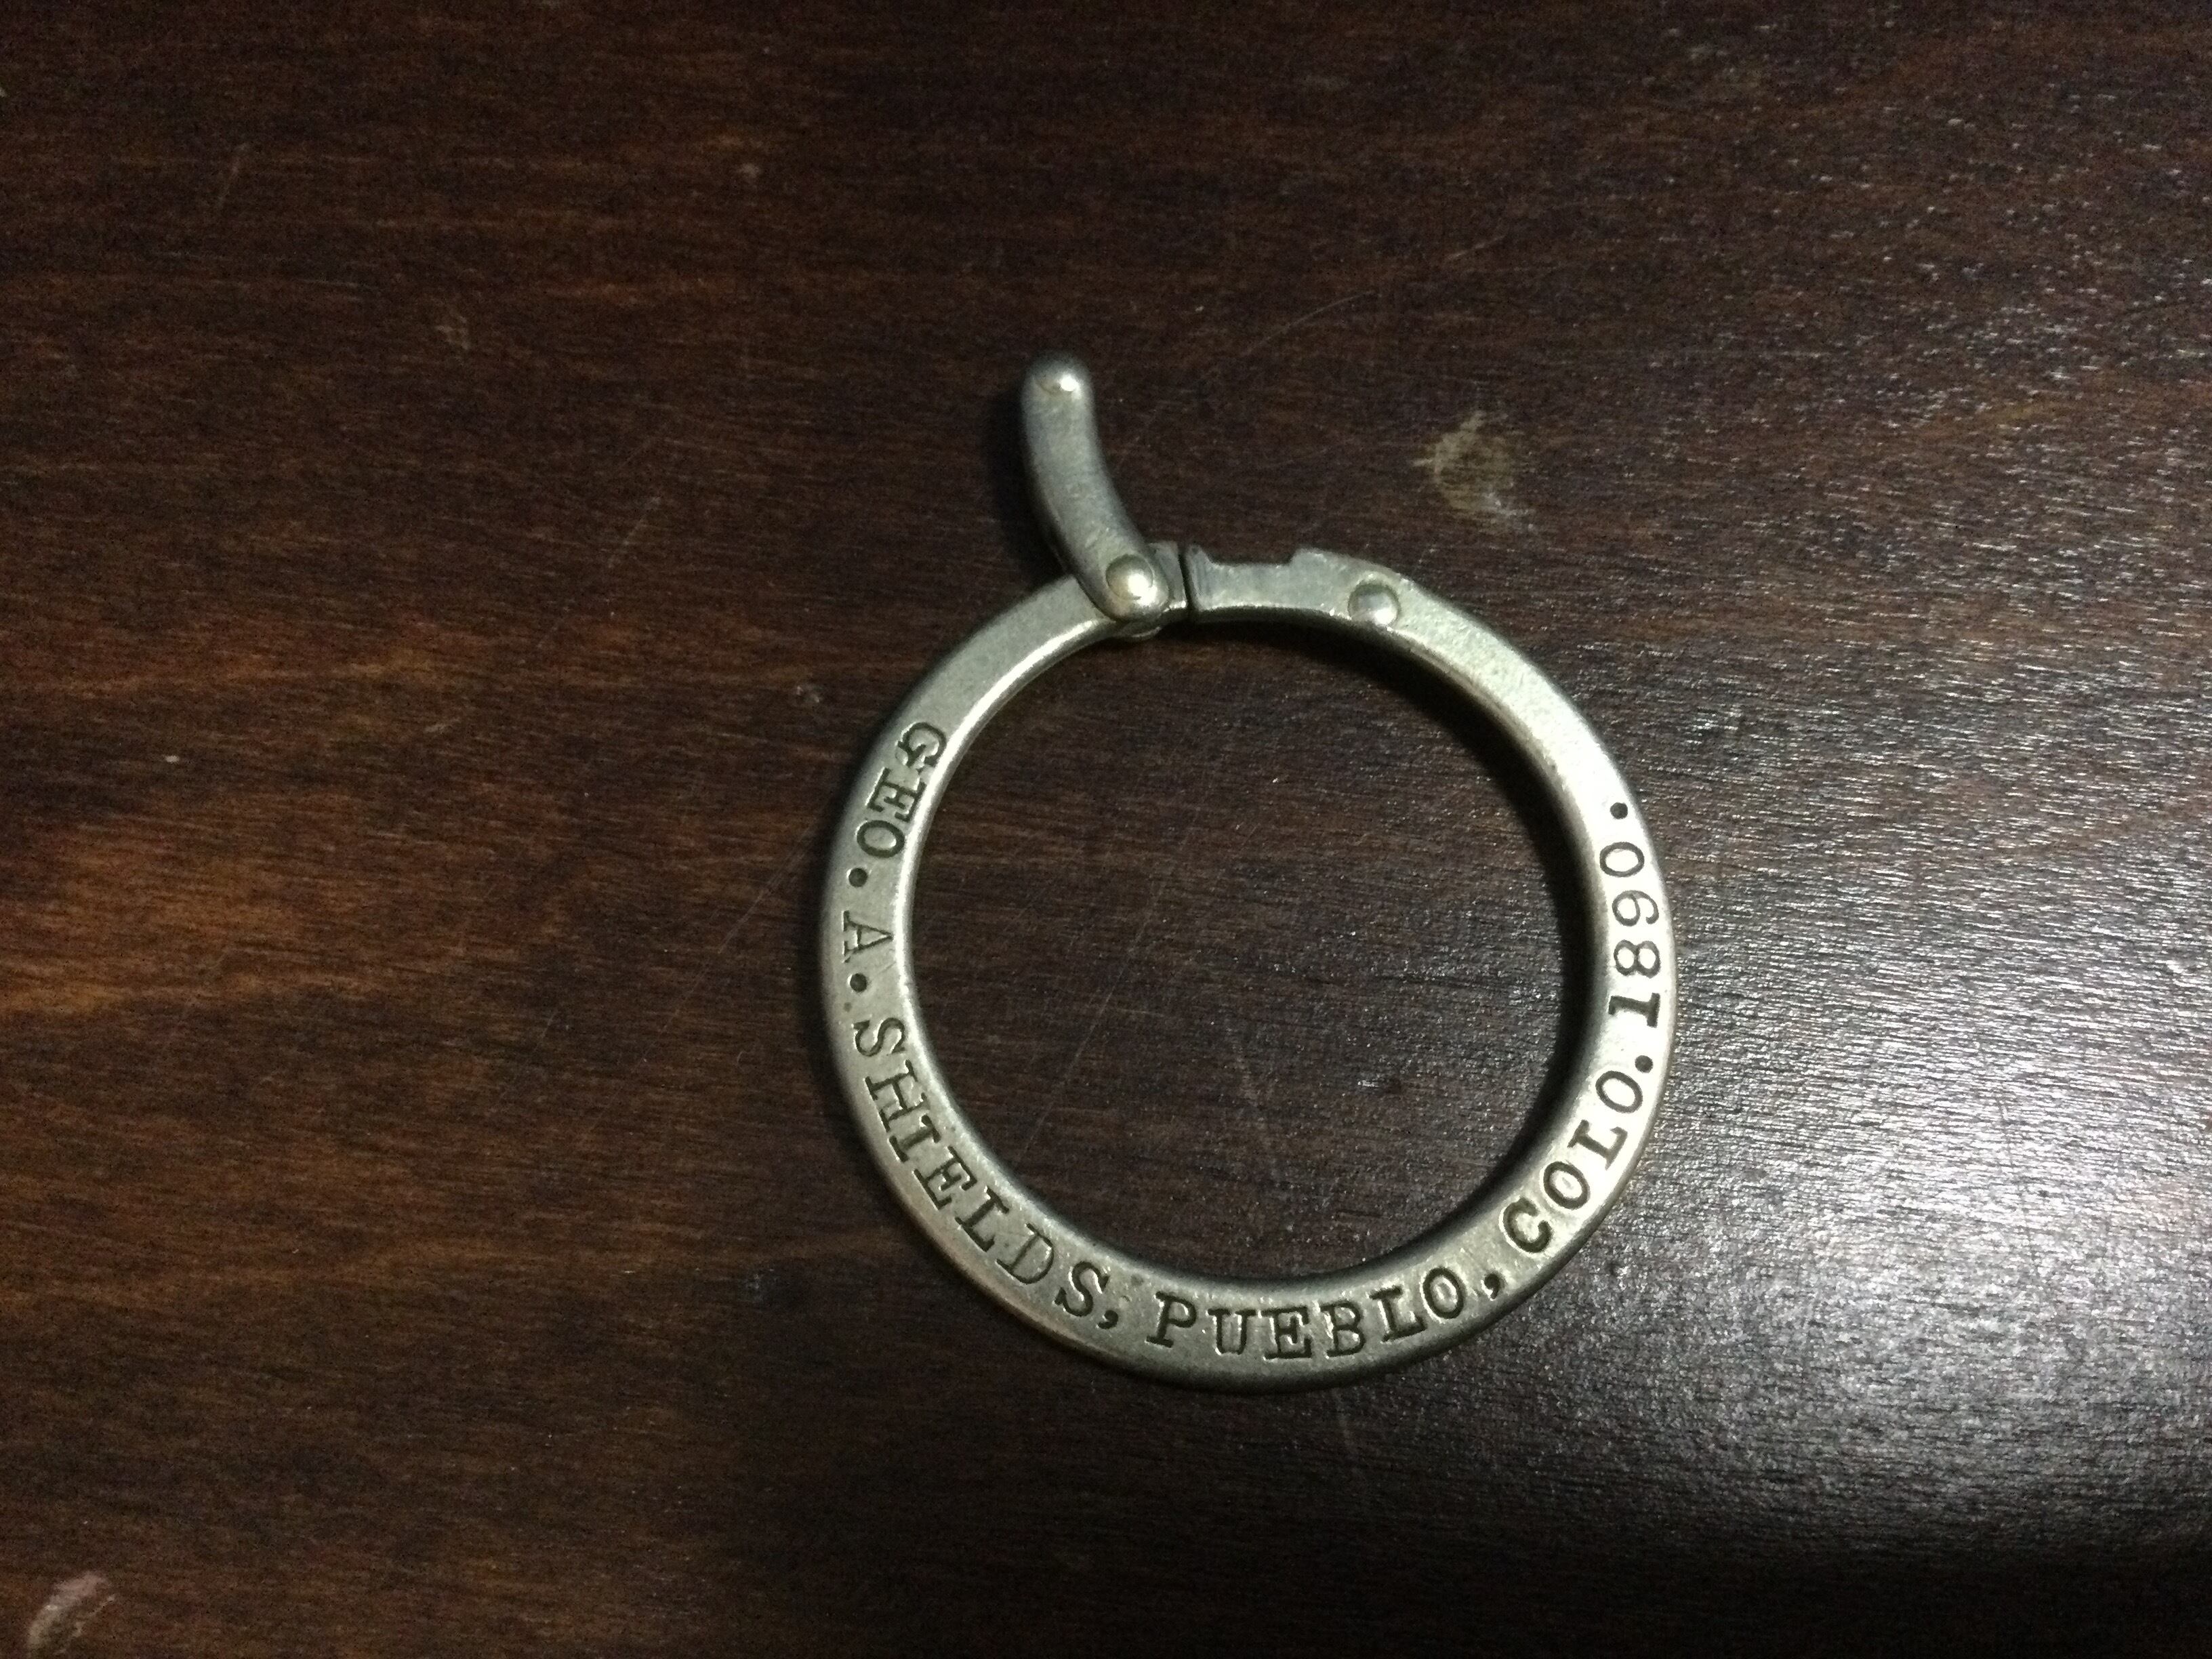 GEO. A. SHIELDS, PUEBLO, COLO. 1890.